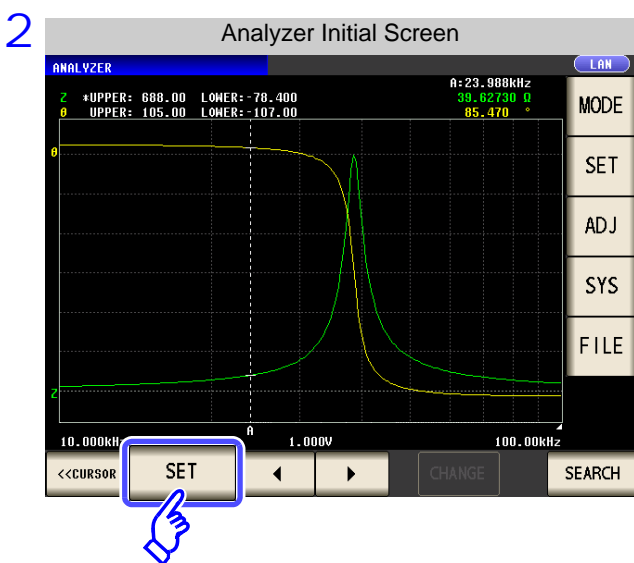 2
Analyzer Initial Screen
ANALYZER
LAN
A:23.988kHz
Z *UPPER: 688.00 LOWER:-78.400 39.62730 Ω
θ UPPER: 105.00 LOWER:-107.00 85.470 °
MODE
SET
ADJ
SYS
FILE
θ
Z
A
10.000kHz 1.000V 100.00kHz
<<CURSOR SET ◀ ▶ CHANGE SEARCH